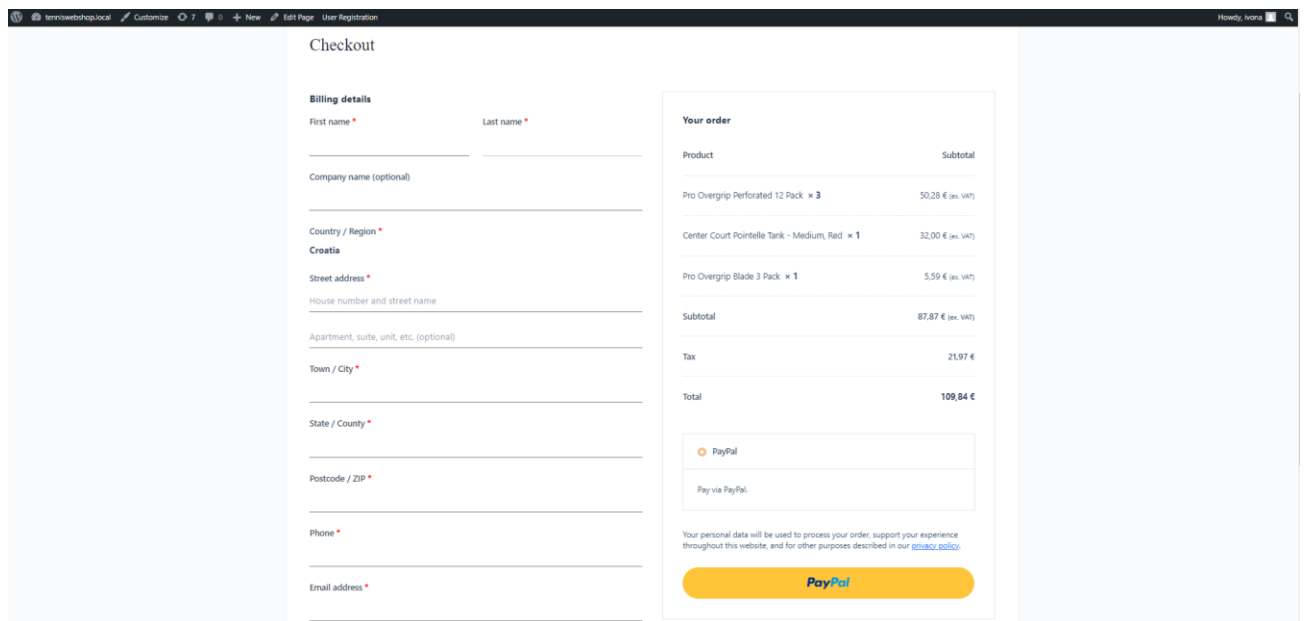 tenniswebshop.local Customize 7 0 New Edit Page User Registration Howdy, ivona
Checkout
Billing details
First name * Last name *
Company name (optional)
Country / Region *
Croatia
Street address *
House number and street name
Apartment, suite, unit, etc. (optional)
Town / City *
State / County *
Postcode / ZIP *
Phone *
Email address *
Your order
Product Subtotal
Pro Overgrip Perforated 12 Pack × 3 50,28 € (ex. VAT)
Center Court Pointelle Tank - Medium, Red × 1 32,00 € (ex. VAT)
Pro Overgrip Blade 3 Pack × 1 5,59 € (ex. VAT)
Subtotal 87,87 € (ex. VAT)
Tax 21,97 €
Total 109,84 €
PayPal
Pay via PayPal.
Your personal data will be used to process your order, support your experience
throughout this website, and for other purposes described in our privacy policy.
PayPal